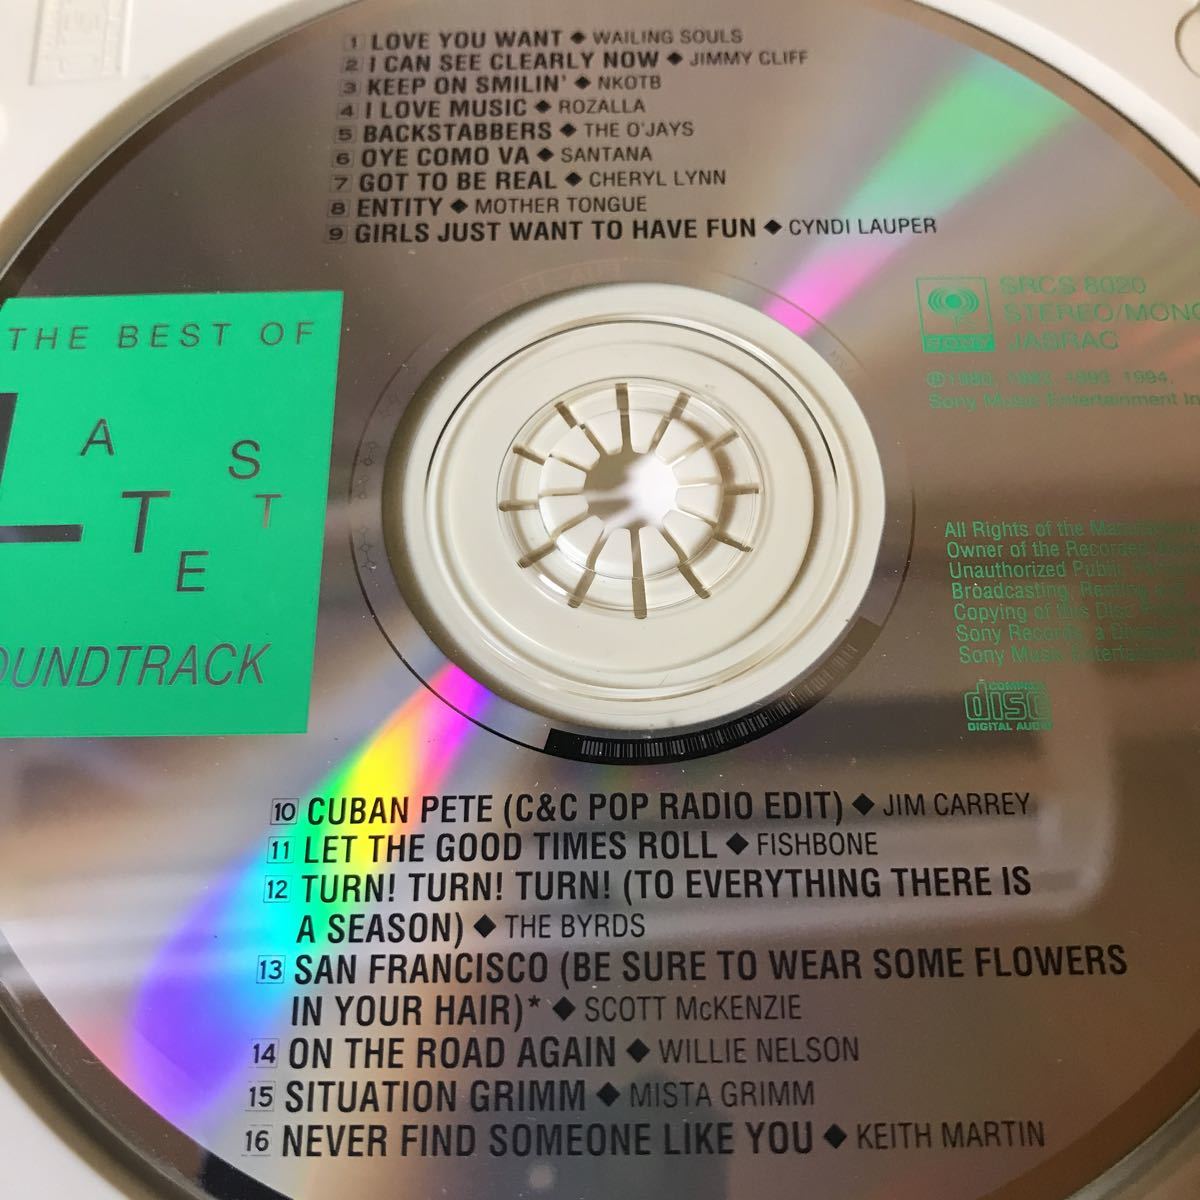 1 LOVE YOU WANT ◆ WAILING SOULS
2 I CAN SEE CLEARLY NOW ◆ JIMMY CLIFF
3 KEEP ON SMILIN' ◆ NKOTB
4 I LOVE MUSIC ◆ ROZALLA
5 BACKSTABBERS ◆ THE O'JAYS
6 OYE COMO VA ◆ SANTANA
7 GOT TO BE REAL ◆ CHERYL LYNN
8 ENTITY ◆ MOTHER TONGUE
9 GIRLS JUST WANT TO HAVE FUN ◆ CYNDI LAUPER
THE BEST OF
LATEST
OUNDTRACK
SONY
SRCS 8020
STEREO/MONO
JASRAC
1993, 1994.
Sony Music Entertainment In
All Rights of the
Owner of the Recorded
Unauthorized Public
Broadcasting,
Copying of this Disc
Sony Records, a
Sony Music Entertainment
COMPACT
disc
DIGITAL AUDIO
10 CUBAN PETE (C&C POP RADIO EDIT) ◆ JIM CARREY
11 LET THE GOOD TIMES ROLL ◆ FISHBONE
12 TURN! TURN! TURN! (TO EVERYTHING THERE IS
A SEASON) ◆ THE BYRDS
13 SAN FRANCISCO (BE SURE TO WEAR SOME FLOWERS
IN YOUR HAIR)* ◆ SCOTT McKENZIE
14 ON THE ROAD AGAIN ◆ WILLIE NELSON
15 SITUATION GRIMM ◆ MISTA GRIMM
16 NEVER FIND SOMEONE LIKE YOU ◆ KEITH MARTIN